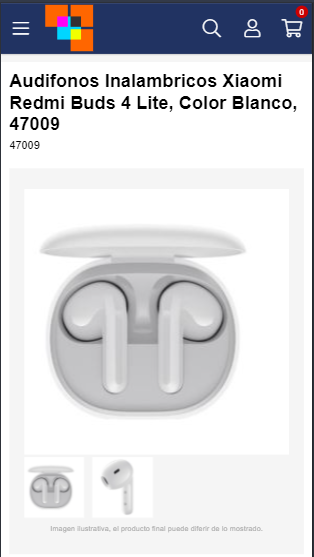 0
Audifonos Inalambricos Xiaomi
Redmi Buds 4 Lite, Color Blanco,
47009
47009
Imagen ilustrativa, el producto final puede diferir de lo mostrado.